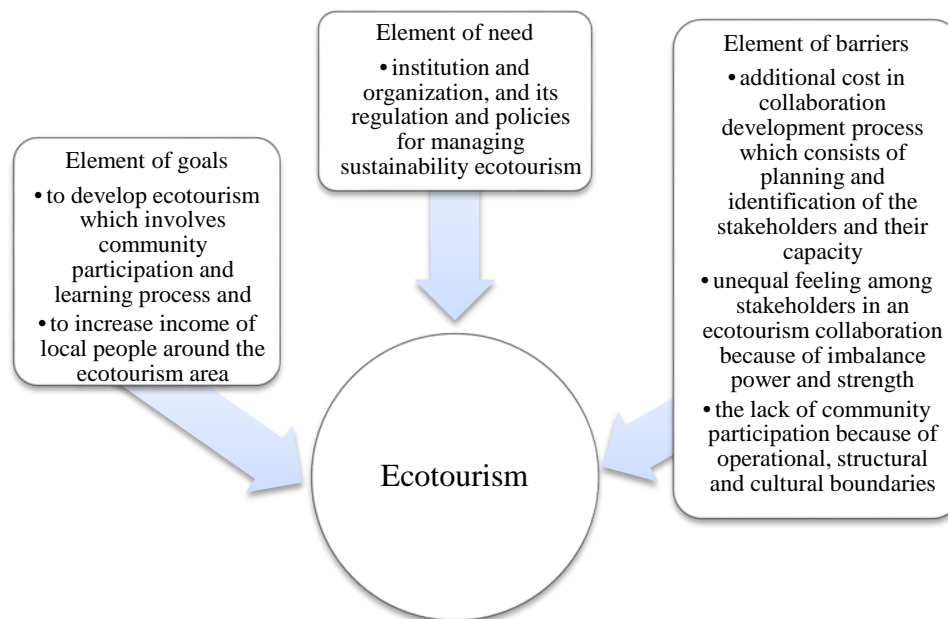 Element of goals
• to develop ecotourism
which involves
community
participation and
learning process and
• to increase income of
local people around the
ecotourism area
Element of need
• institution and
organization, and its
regulation and policies
for managing
sustainability ecotourism
Element of barriers
• additional cost in
collaboration
development process
which consists of
planning and
identification of the
stakeholders and their
capacity
• unequal feeling among
stakeholders in an
ecotourism collaboration
because of imbalance
power and strength
• the lack of community
participation because of
operational, structural
and cultural boundaries
Ecotourism